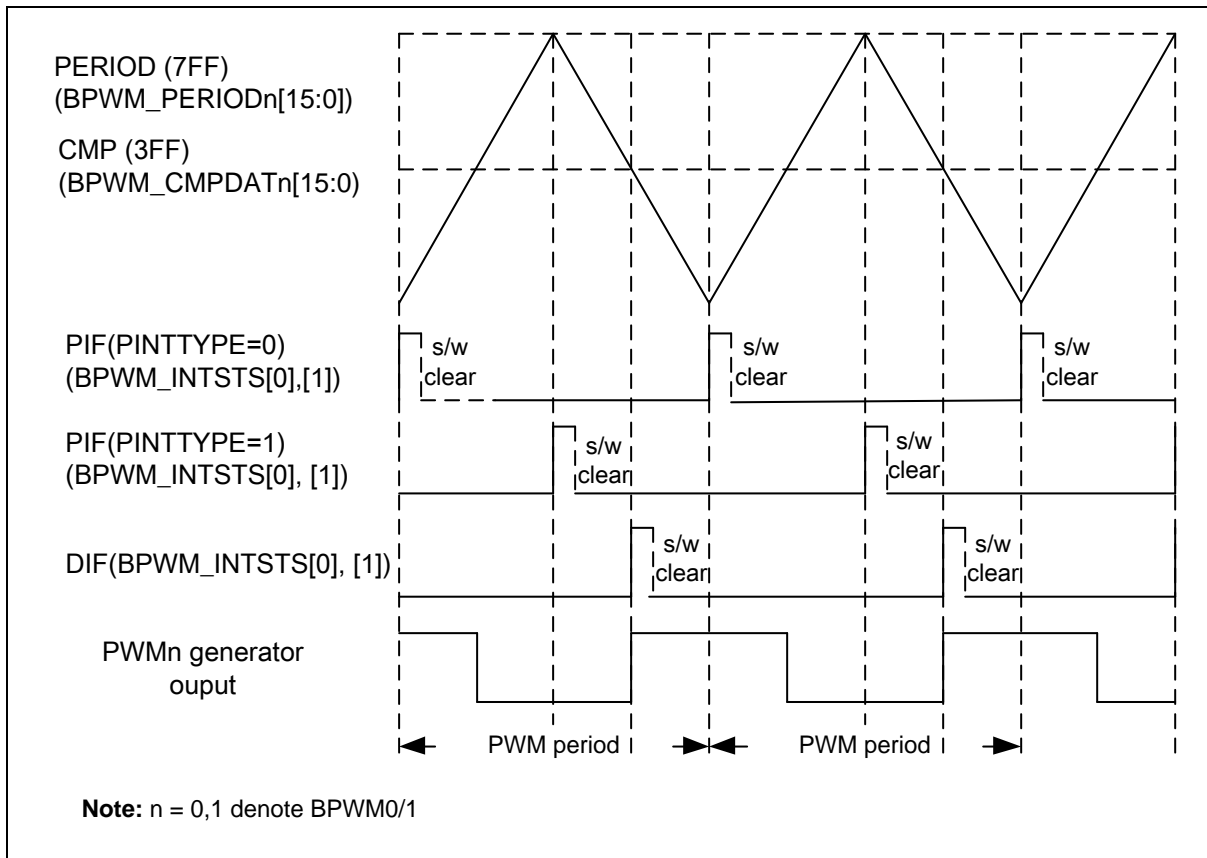 PERIOD (7FF)
(BPWM_PERIODn[15:0])
CMP (3FF)
(BPWM_CMPDATn[15:0)
PIF(PINTTYPE=0)
(BPWM_INTSTS[0],[1])
s/w
clear
s/w
clear
s/w
clear
PIF(PINTTYPE=1)
(BPWM_INTSTS[0], [1])
s/w
clear
s/w
clear
DIF(BPWM_INTSTS[0], [1])
s/w
clear
s/w
clear
PWMn generator
ouput
PWM period
PWM period
Note: n = 0,1 denote BPWM0/1